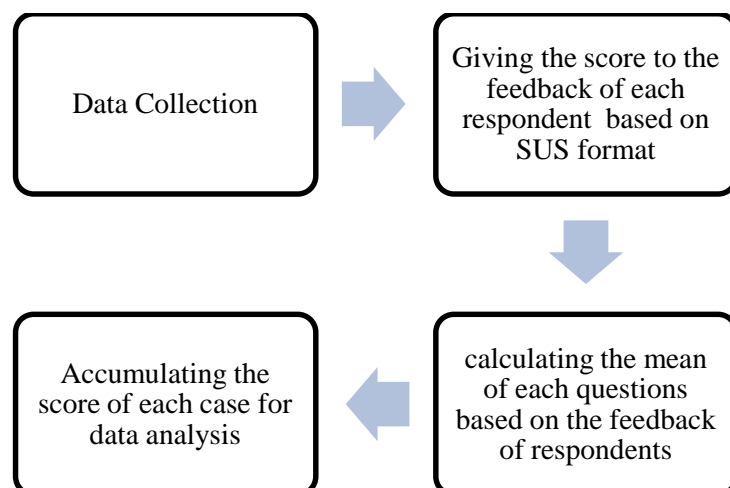 Data Collection
Giving the score to the
feedback of each
respondent based on
SUS format
calculating the mean
of each questions
based on the feedback
of respondents
Accumulating the
score of each case for
data analysis